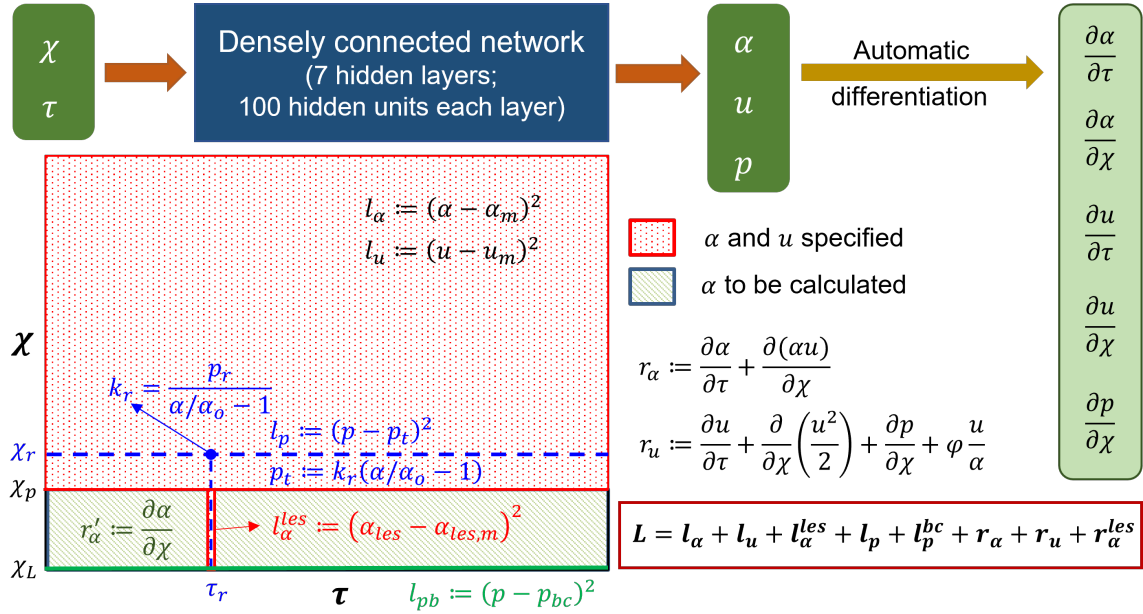 χ
τ
Densely connected network
(7 hidden layers;
100 hidden units each layer)
α
u
p
Automatic
differentiation
∂α/∂τ
∂α/∂χ
∂u/∂τ
∂u/∂χ
∂p/∂χ
l_α ≔ (α − α_m)²
l_u ≔ (u − u_m)²
χ
k_r = p_r/(α/α_o − 1)
l_p ≔ (p − p_t)²
χ_r
p_t ≔ k_r(α/α_o − 1)
χ_p
r′_α ≔ ∂α/∂χ
l_α^les ≔ (α_les − α_les,m)²
χ_L
τ_r
τ
l_pb ≔ (p − p_bc)²
α and u specified
α to be calculated
r_α ≔ ∂α/∂τ + ∂(αu)/∂χ
r_u ≔ ∂u/∂τ + ∂/∂χ(u²/2) + ∂p/∂χ + φ u/α
L = l_α + l_u + l_α^les + l_p + l_p^bc + r_α + r_u + r_α^les